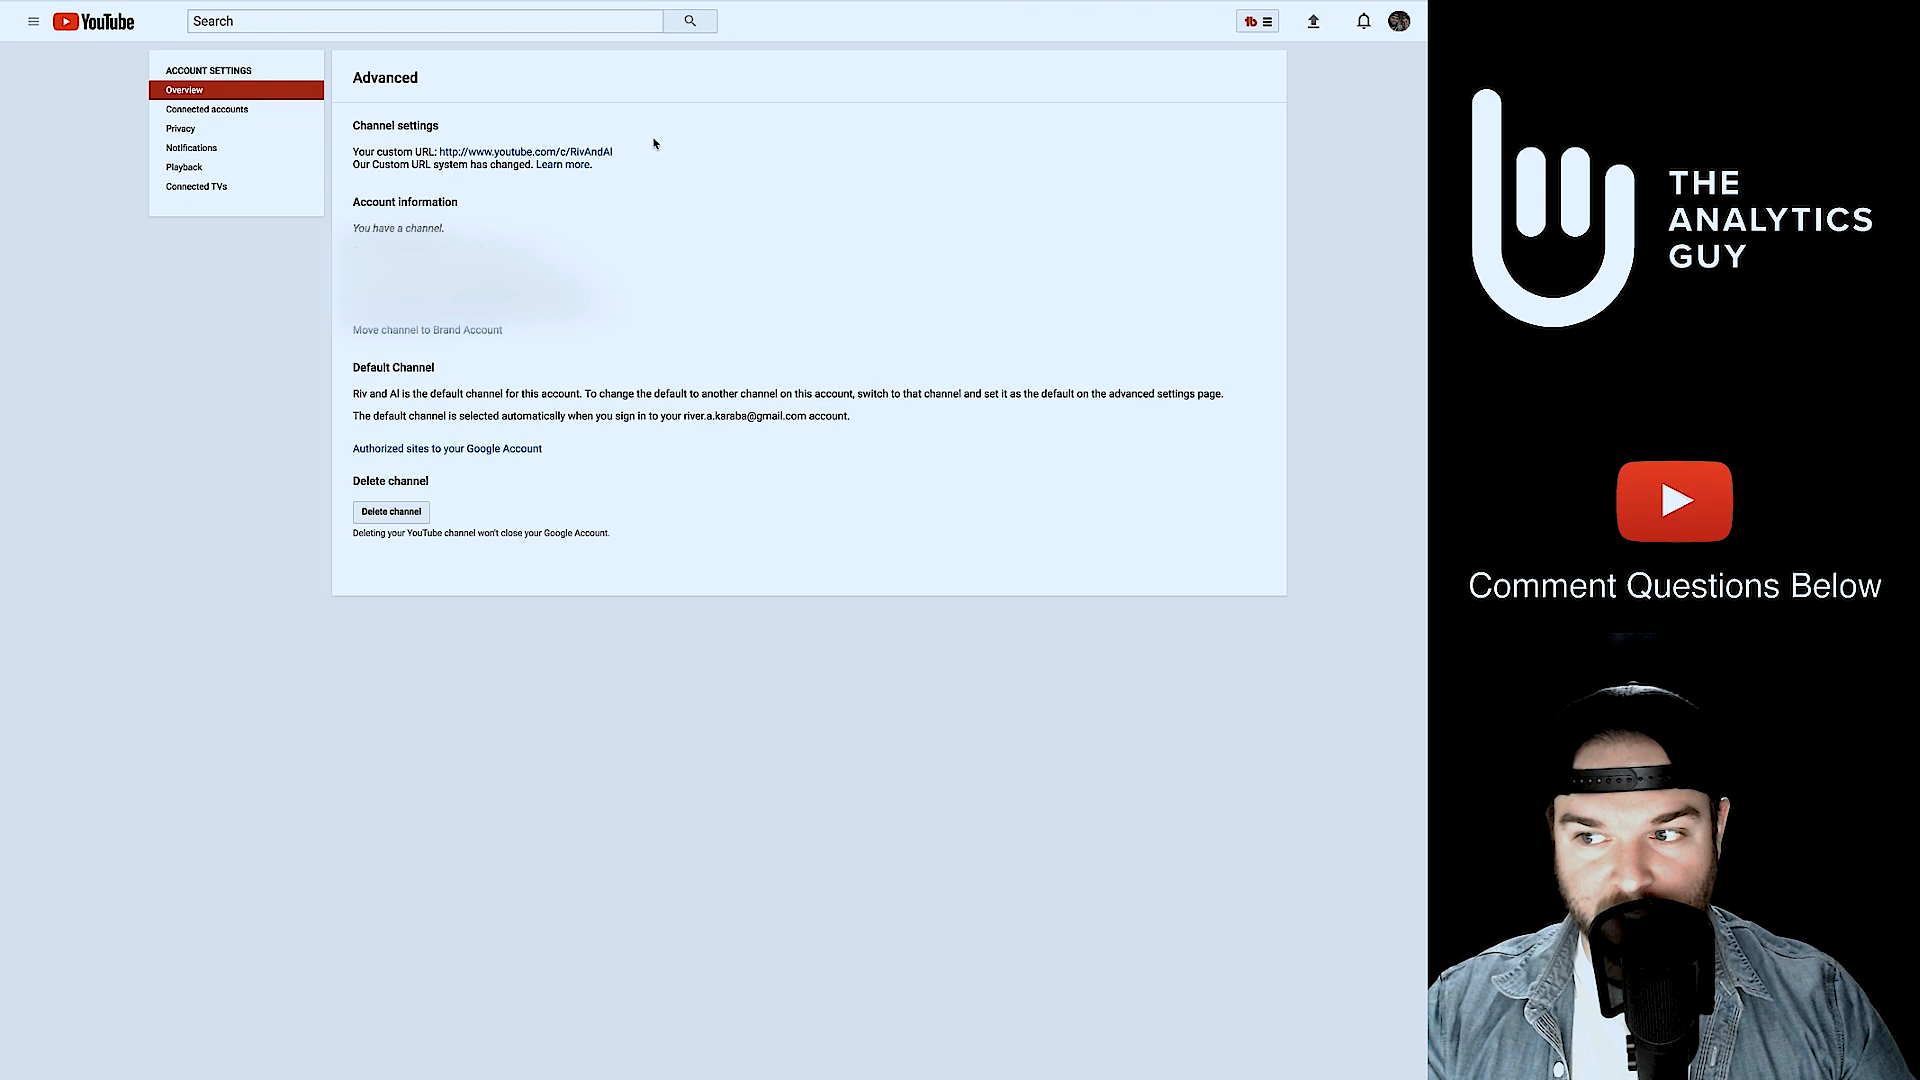 YouTube
Search
ACCOUNT SETTINGS
Overview
Connected accounts
Privacy
Notifications
Playback
Connected TVs
Advanced
Channel settings
Your custom URL: http://www.youtube.com/c/RivAndAl
Our Custom URL system has changed. Learn more.
Account information
You have a channel.
Move channel to Brand Account
Default Channel
Riv and Al is the default channel for this account. To change the default to another channel on this account, switch to that channel and set it as the default on the advanced settings page.
The default channel is selected automatically when you sign in to your river.a.karaba@gmail.com account.
Authorized sites to your Google Account
Delete channel
Delete channel
Deleting your YouTube channel won't close your Google Account.
THE
ANALYTICS
GUY
Comment Questions Below